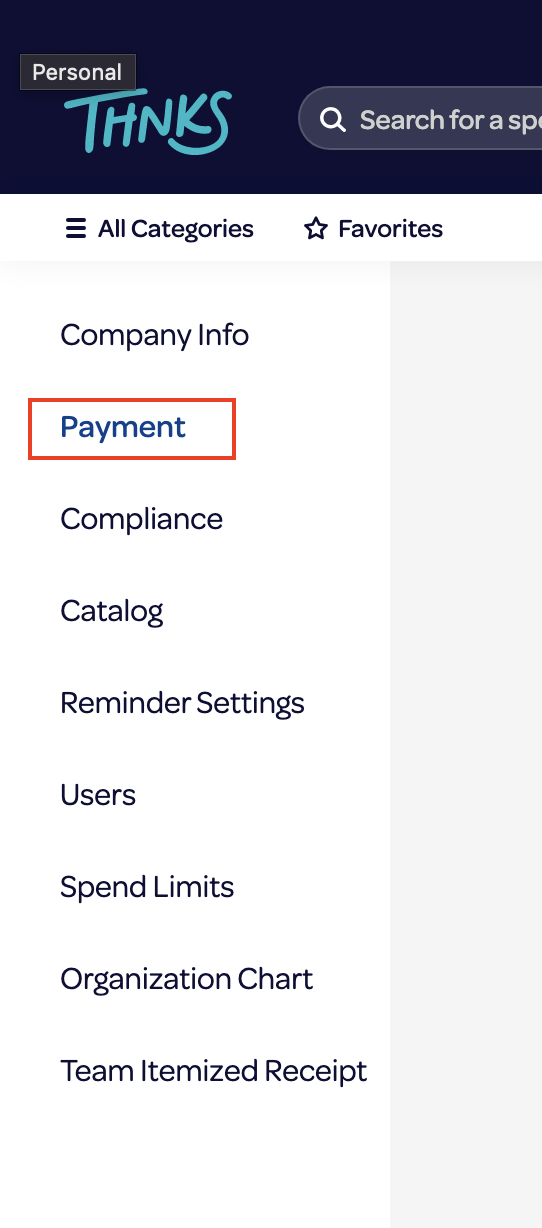 Personal
THNKS
Search for a spe
All Categories
Favorites
Company Info
Payment
Compliance
Catalog
Reminder Settings
Users
Spend Limits
Organization Chart
Team Itemized Receipt